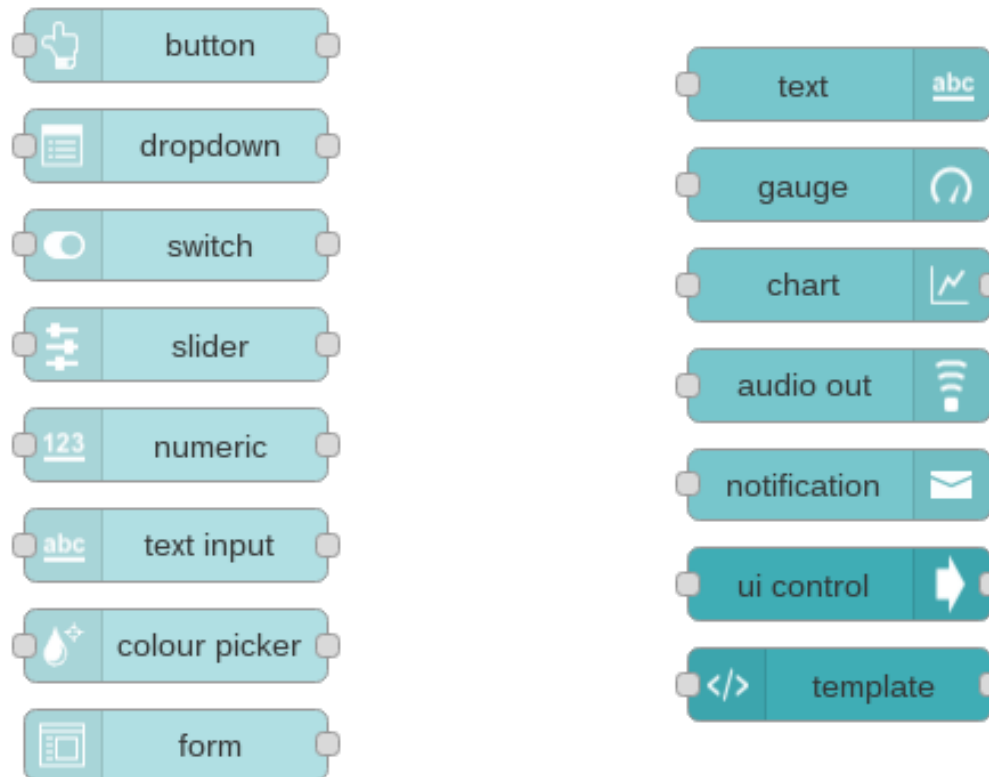 button
dropdown
switch
slider
123 numeric
abc text input
colour picker
form
text abc
gauge
chart
audio out
notification
ui control
</> template